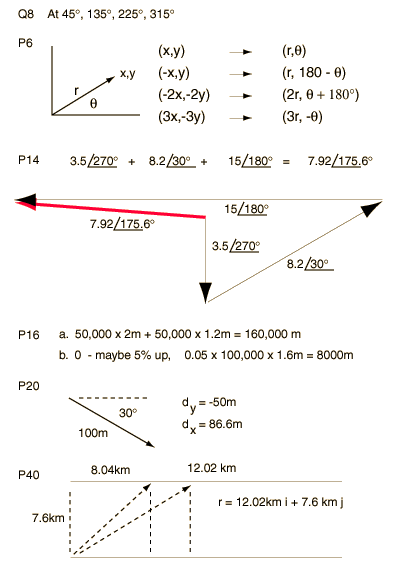 Q8 At 45°, 135°, 225°, 315°
P6
(x,y) (r,θ)
x,y (-x,y) (r, 180 - θ)
r θ (-2x,-2y) (2r, θ + 180°)
(3x,-3y) (3r, -θ)
P14 3.5/270° + 8.2/30° + 15/180° = 7.92/175.6°
15/180°
7.92/175.6°
3.5/270°
8.2/30°
P16 a. 50,000 x 2m + 50,000 x 1.2m = 160,000 m
b. 0 - maybe 5% up, 0.05 x 100,000 x 1.6m = 8000m
P20
30° dy = -50m
100m dx = 86.6m
P40 8.04km 12.02 km
r = 12.02km i + 7.6 km j
7.6km